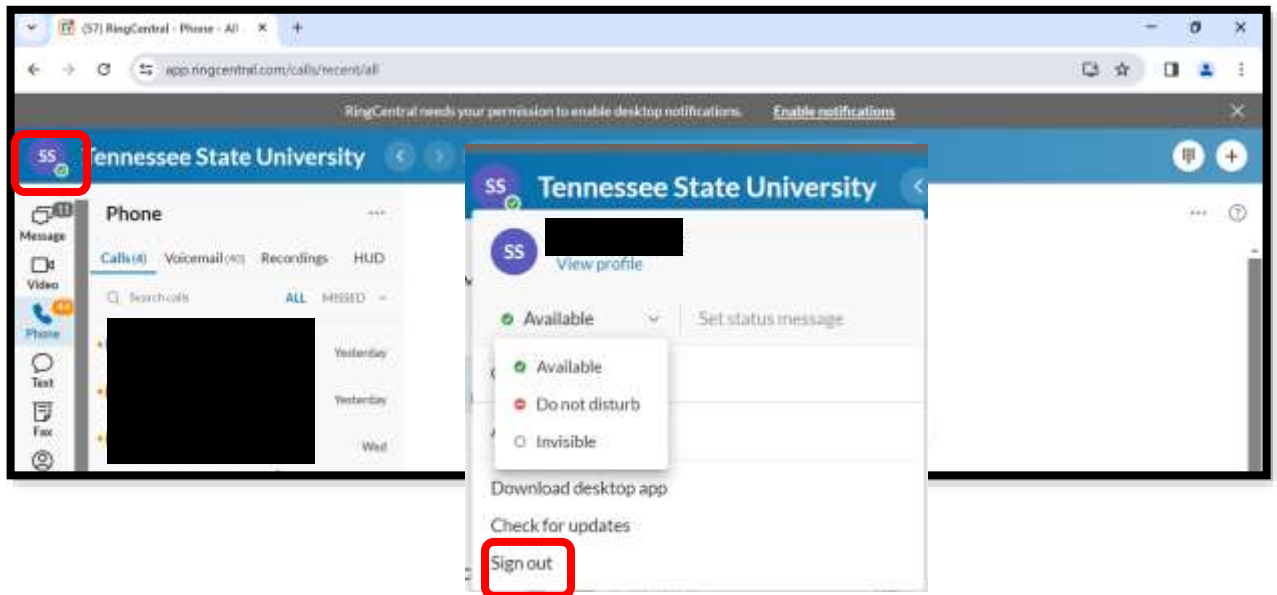 (57) RingCentral - Phone - All
app.ringcentral.com/calls/recent/all
RingCentral needs your permission to enable desktop notifications. Enable notifications
SS Tennessee State University
Message 11
Video
Phone
Text
Fax
Phone
Calls (4) Voicemail (40) Recordings HUD
Search calls ALL MISSED
Yesterday
Yesterday
Wed
SS Tennessee State University
SS
View profile
Available Set status message
Available
Do not disturb
Invisible
Download desktop app
Check for updates
Sign out